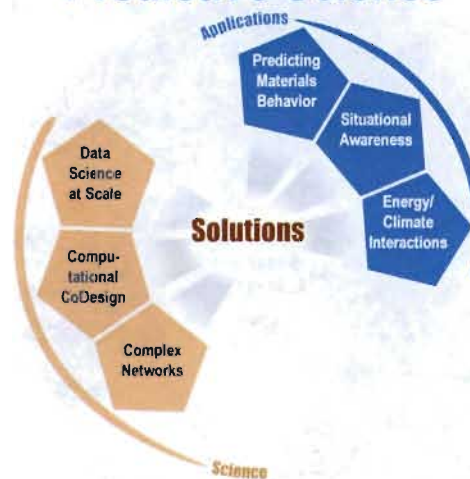 Applications
Predicting
Materials
Behavior
Situational
Awareness
Energy/
Climate
Interactions
Data
Science
at Scale
Solutions
Compu-
tational
CoDesign
Complex
Networks
Science